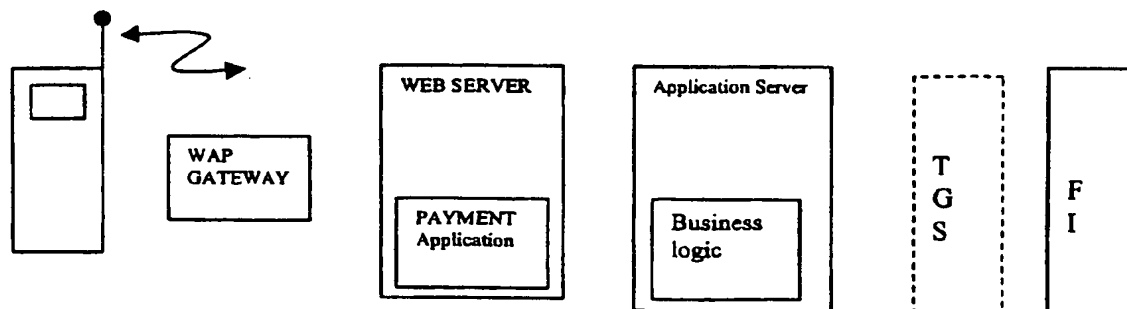 WEB SERVER
Application Server
WAP
GATEWAY
PAYMENT
Application
Business
logic
T
G
S
F
I